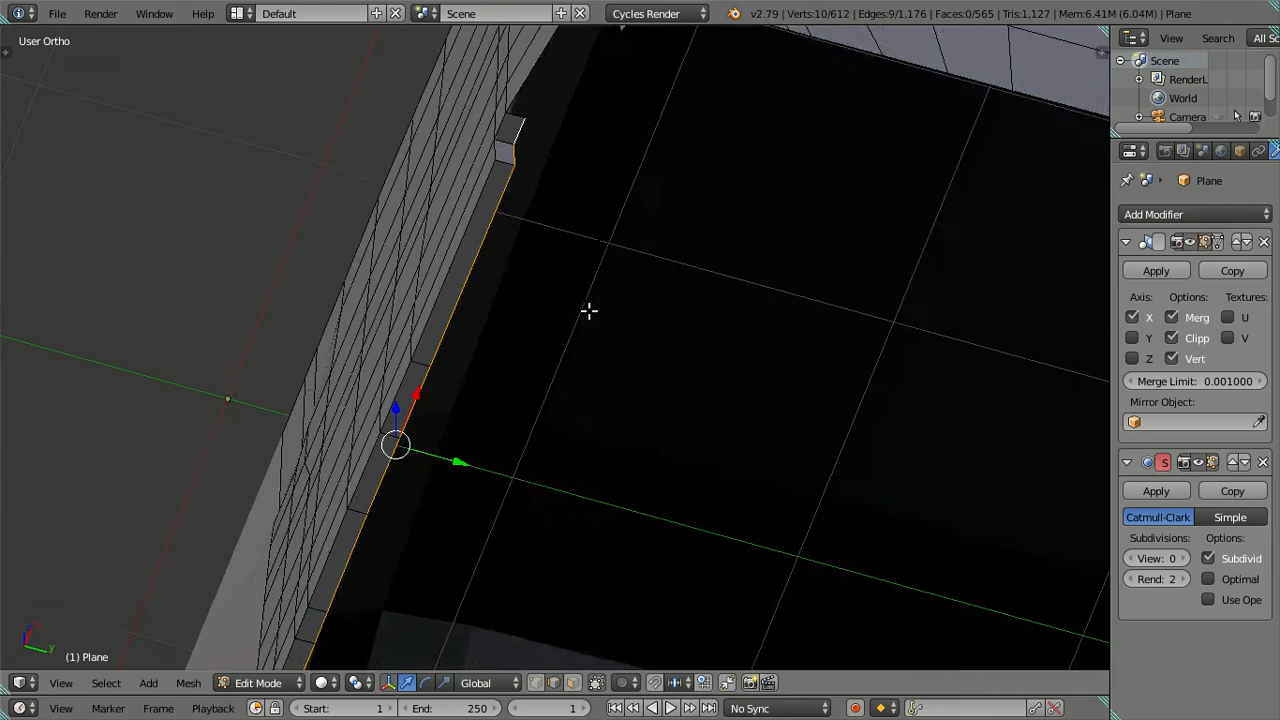 File Render Window Help Default Scene Cycles Render v2.79 | Verts:10/612 | Edges:9/1,176 | Faces:0/565 | Tris:1,127 | Mem:6.41M (6.04M) | Plane
User Ortho
View Search All Sc
Scene
RenderL
World
Camera
Plane
Add Modifier
Apply Copy
Axis: Options: Textures:
X Merg U
Y Clipp V
Z Vert
Merge Limit: 0.001000
Mirror Object:
S
Apply Copy
Catmull-Clark Simple
Subdivisions: Options:
View: 0 Subdivid
Rend: 2 Optimal
Use Ope
y
(1) Plane
View Select Add Mesh Edit Mode Global
View Marker Frame Playback Start: 1 End: 250 1 No Sync